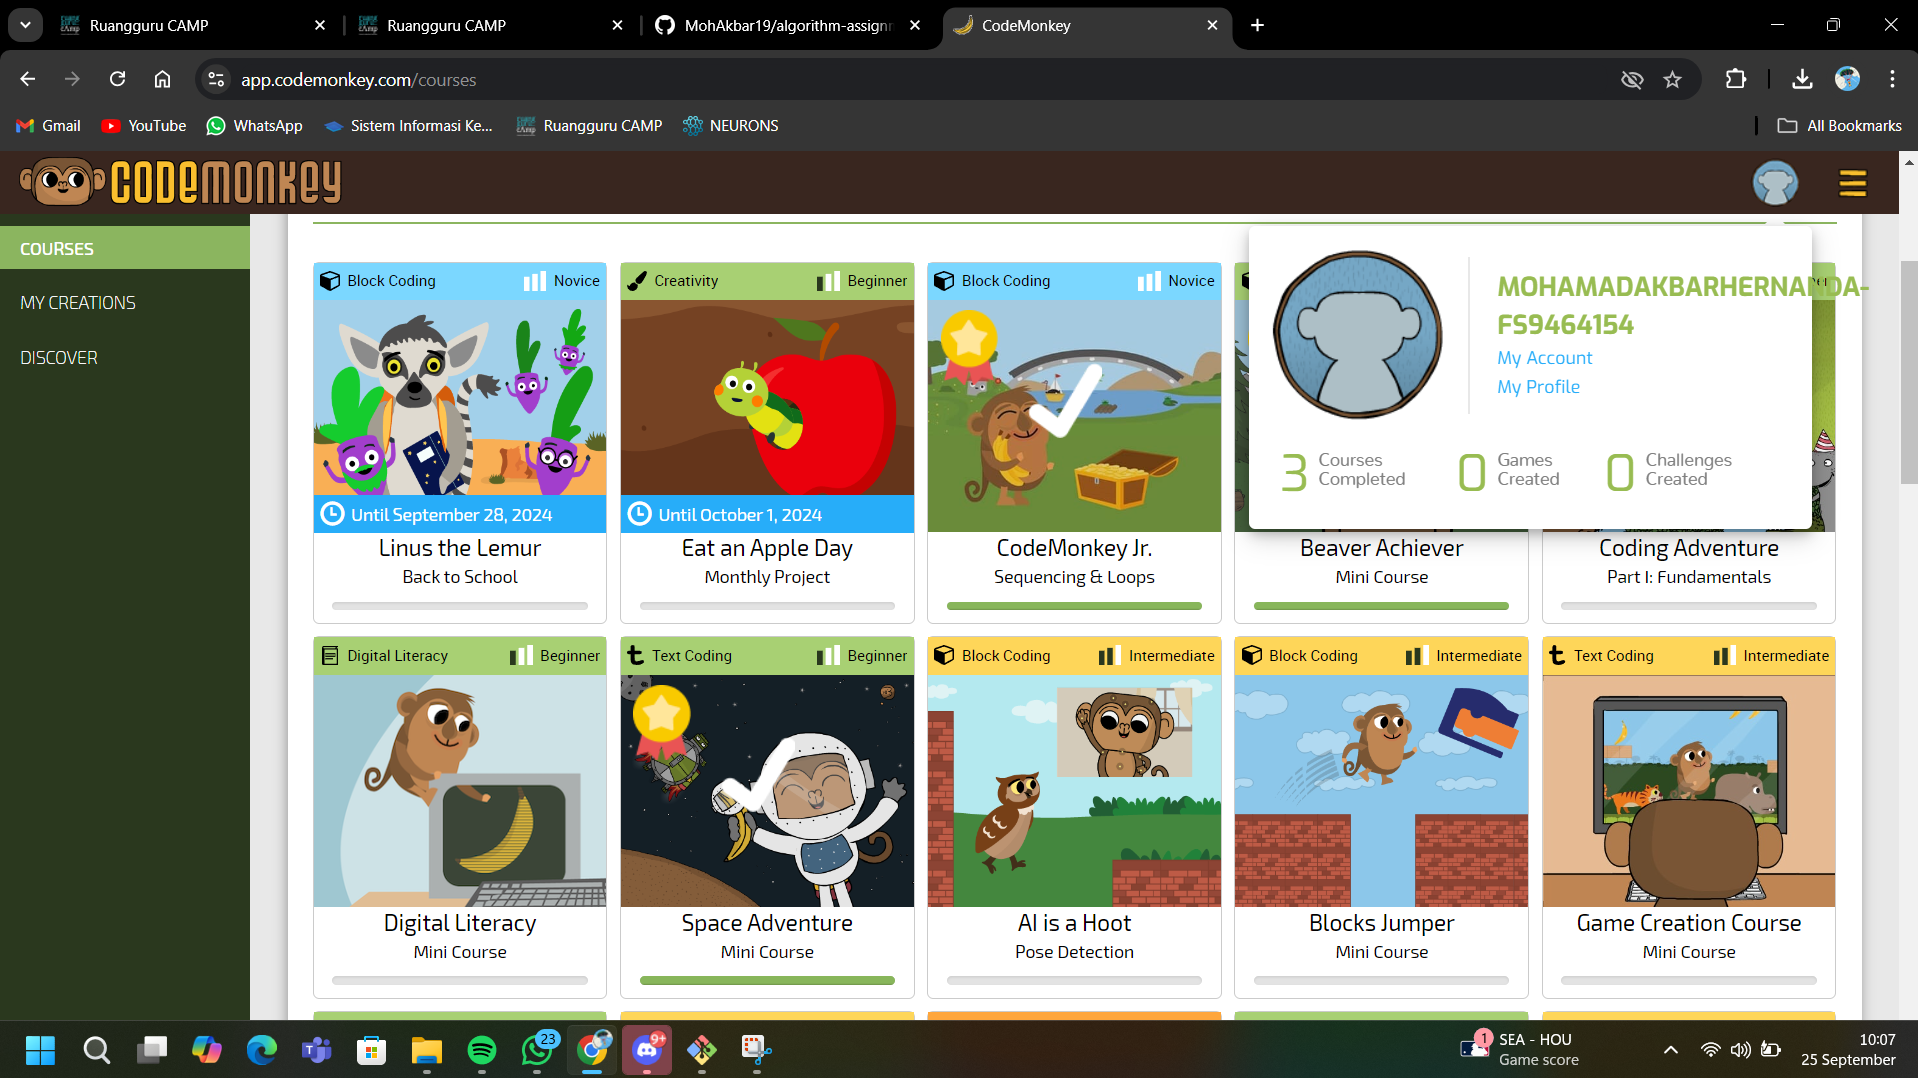 Ruangguru CAMP
Ruangguru CAMP
MohAkbar19/algorithm-assignm
CodeMonkey
app.codemonkey.com/courses
Gmail
YouTube
WhatsApp
Sistem Informasi Ke...
Ruangguru CAMP
NEURONS
All Bookmarks
CODEMONKEY
COURSES
MY CREATIONS
DISCOVER
MOHAMADAKBARHERNANDA-
FS9464154
My Account
My Profile
3 Courses Completed
0 Games Created
0 Challenges Created
Block Coding Novice
Until September 28, 2024
Linus the Lemur
Back to School
Creativity Beginner
Until October 1, 2024
Eat an Apple Day
Monthly Project
Block Coding Novice
CodeMonkey Jr.
Sequencing & Loops
Beaver Achiever
Mini Course
Coding Adventure
Part I: Fundamentals
Digital Literacy Beginner
Digital Literacy
Mini Course
Text Coding Beginner
Space Adventure
Mini Course
Block Coding Intermediate
AI is a Hoot
Pose Detection
Block Coding Intermediate
Blocks Jumper
Mini Course
Text Coding Intermediate
Game Creation Course
Mini Course
23
9+
1
SEA - HOU
Game score
10:07
25 September